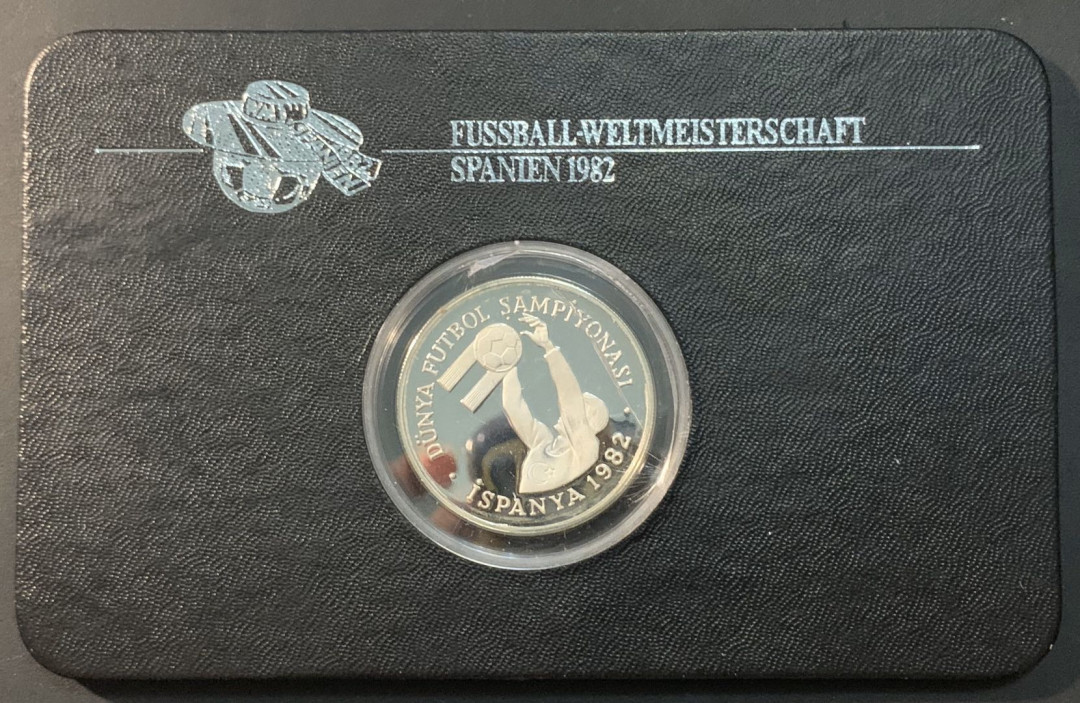 FUSSBALL-WELTMEISTERSCHAFT
SPANIEN 1982
DÜNYA FUTBOL ŞAMPİYONASI
İSPANYA 1982